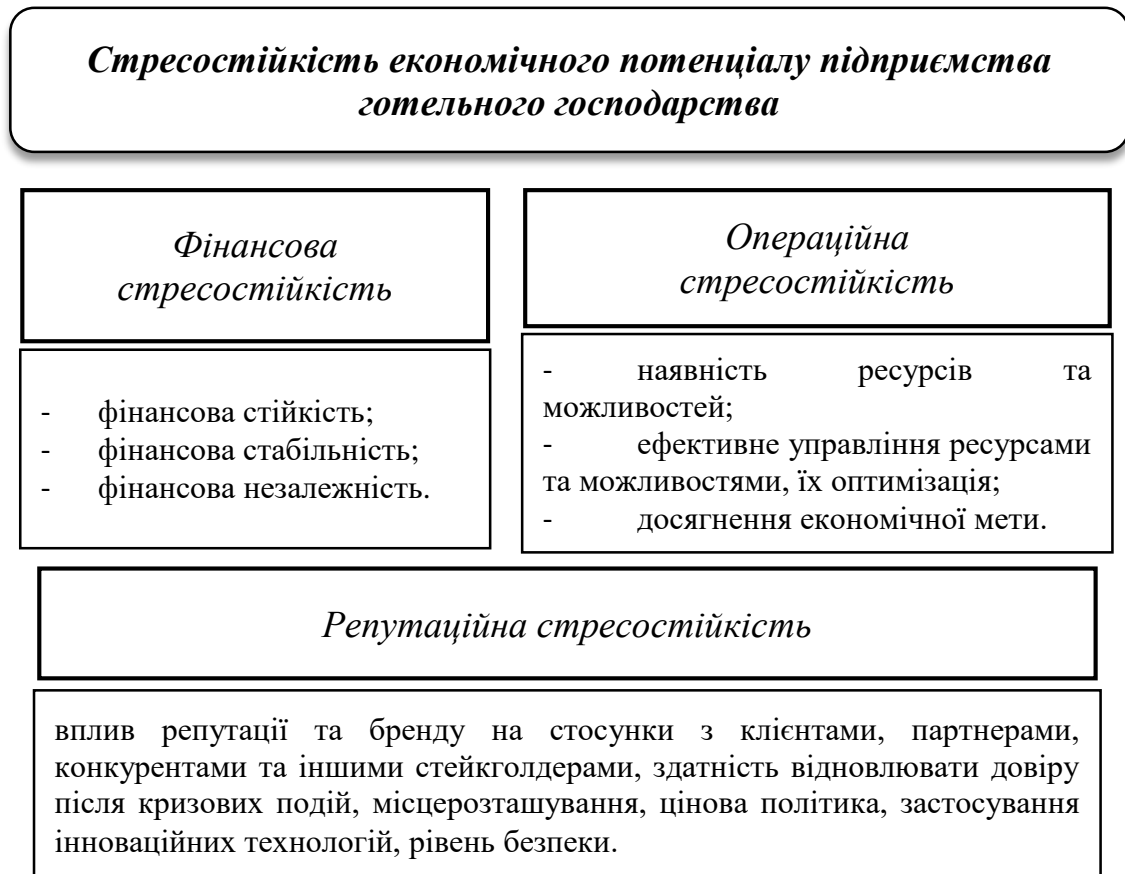 Стресостійкість економічного потенціалу підприємства
готельного господарства
Фінансова
стресостійкість
- фінансова стійкість;
- фінансова стабільність;
- фінансова незалежність.
Операційна
стресостійкість
- наявність ресурсів та
можливостей;
- ефективне управління ресурсами
та можливостями, їх оптимізація;
- досягнення економічної мети.
Репутаційна стресостійкість
вплив репутації та бренду на стосунки з клієнтами, партнерами,
конкурентами та іншими стейкголдерами, здатність відновлювати довіру
після кризових подій, місцерозташування, цінова політика, застосування
інноваційних технологій, рівень безпеки.